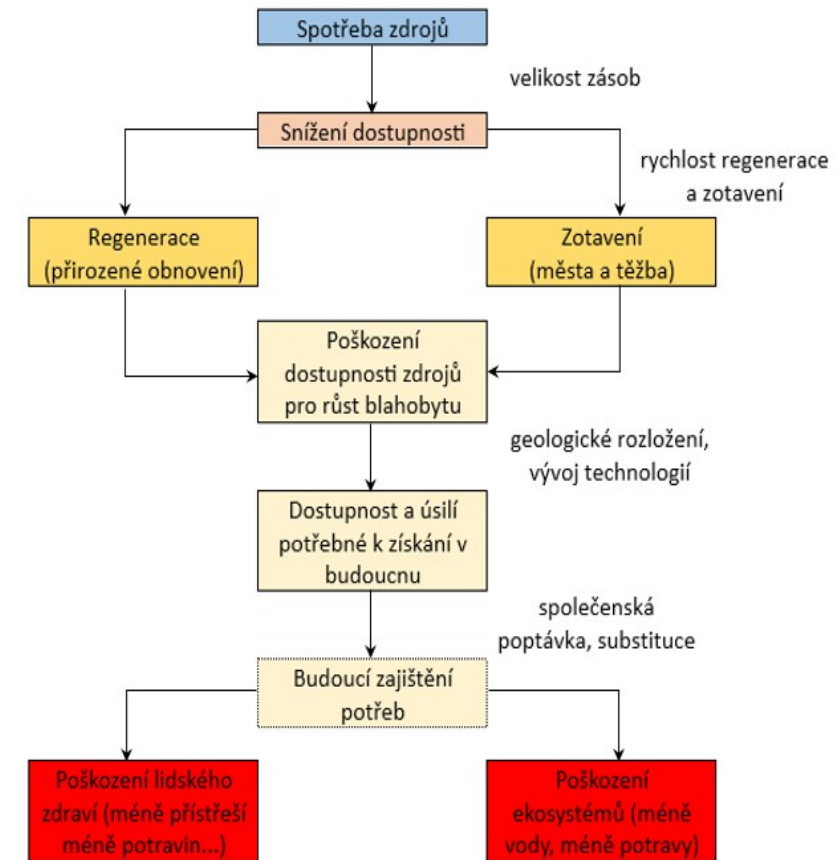 Spotřeba zdrojů
velikost zásob
Snížení dostupnosti
rychlost regenerace
a zotavení
Regenerace
(přirozené obnovení)
Zotavení
(města a těžba)
Poškození
dostupnosti zdrojů
pro růst blahobytu
geologické rozložení,
vývoj technologií
Dostupnost a úsilí
potřebné k získání v
budoucnu
společenská
poptávka, substituce
Budoucí zajištění
potřeb
Poškození lidského
zdraví (méně přístřeší
méně potravin...)
Poškození
ekosystémů (méně
vody, méně potravy)